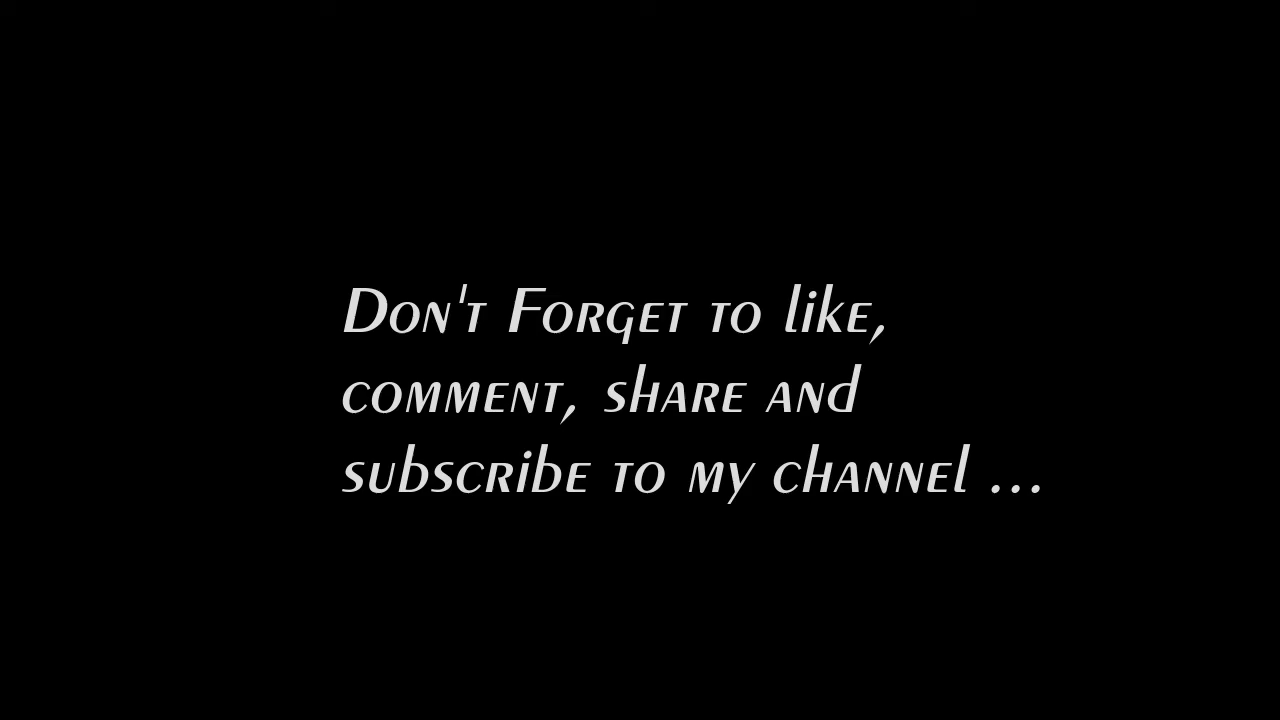 Don't Forget to like,
comment, share and
subscribe to my channel ...